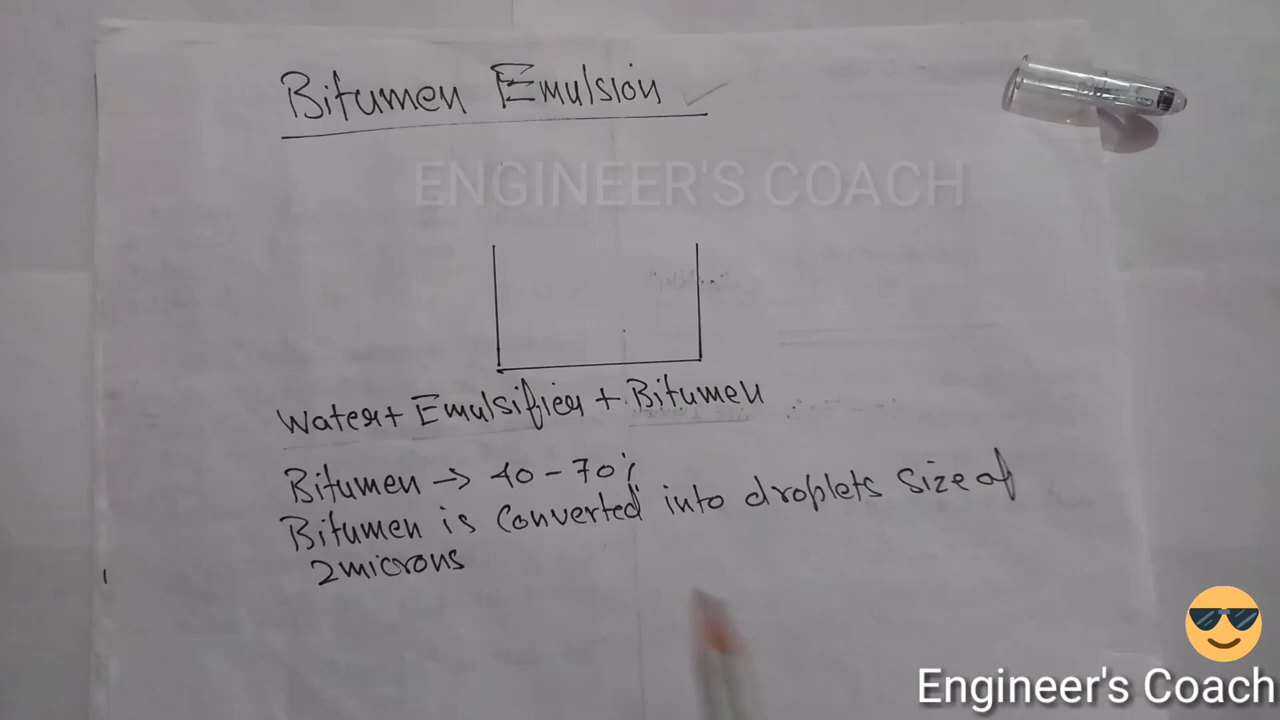 Bitumen Emulsion
ENGINEER'S COACH
Water + Emulsifier + Bitumen
Bitumen → 40-70%
Bitumen is Converted into droplets size of
2microns
Engineer's Coach